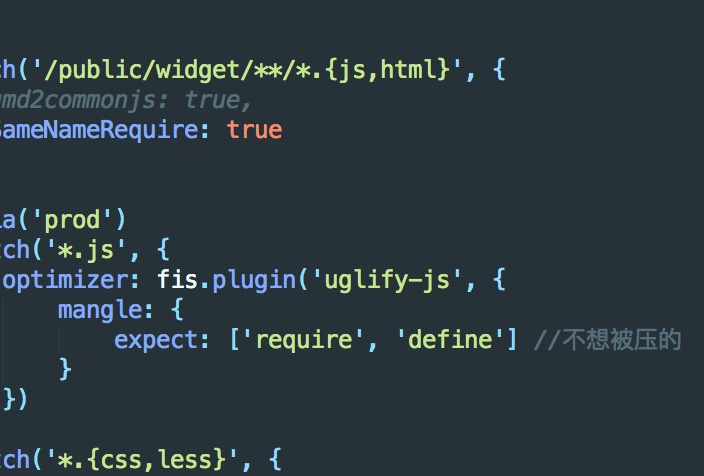 ch('/public/widget/**/*.{js,html}', {
md2commonjs: true,
SameNameRequire: true
ia('prod')
tch('*.js', {
optimizer: fis.plugin('uglify-js', {
mangle: {
expect: ['require', 'define'] //不想被压的
}
})
tch('*.{css,less}', {